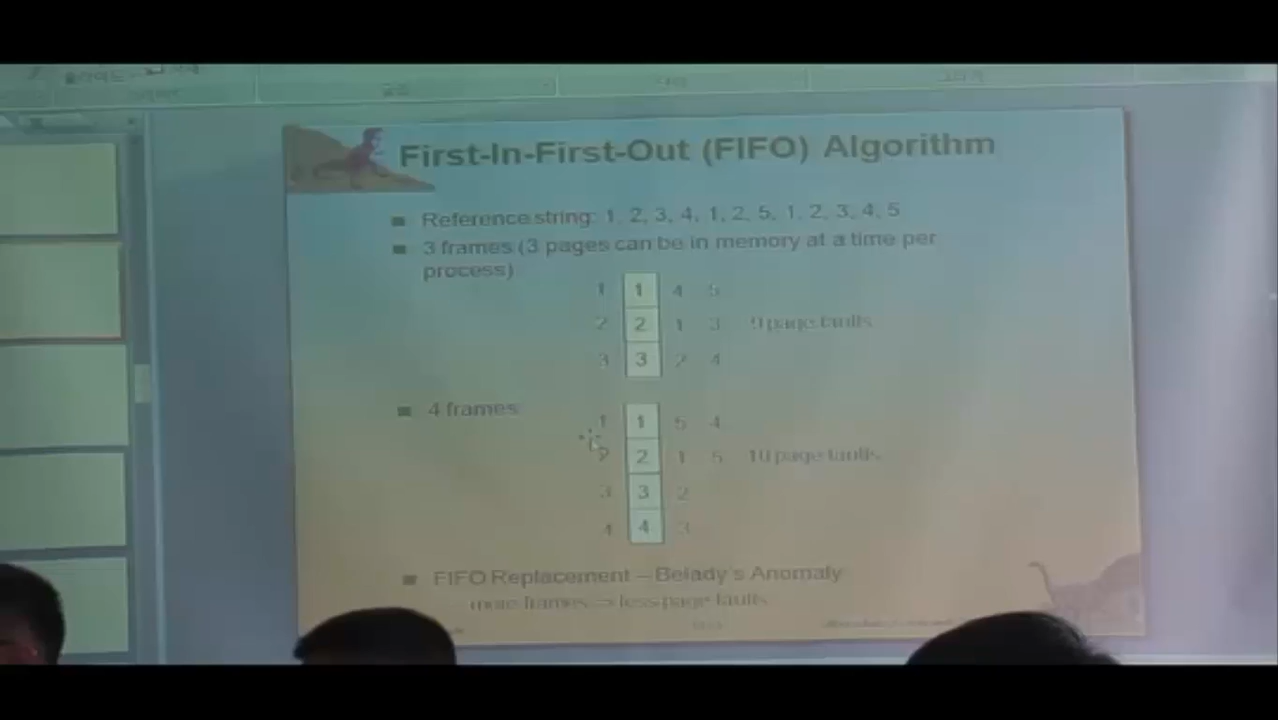 First-In-First-Out (FIFO) Algorithm
Reference string: 1, 2, 3, 4, 1, 2, 5, 1, 2, 3, 4, 5
3 frames (3 pages can be in memory at a time per
process)
1 1 4 5
2 2 1 3 9 page faults
3 3 2 4
4 frames
1 1 5 4
2 2 1 5 10 page faults
3 3 2
4 4 3
FIFO Replacement – Belady's Anomaly
more frames ⇒ less page faults